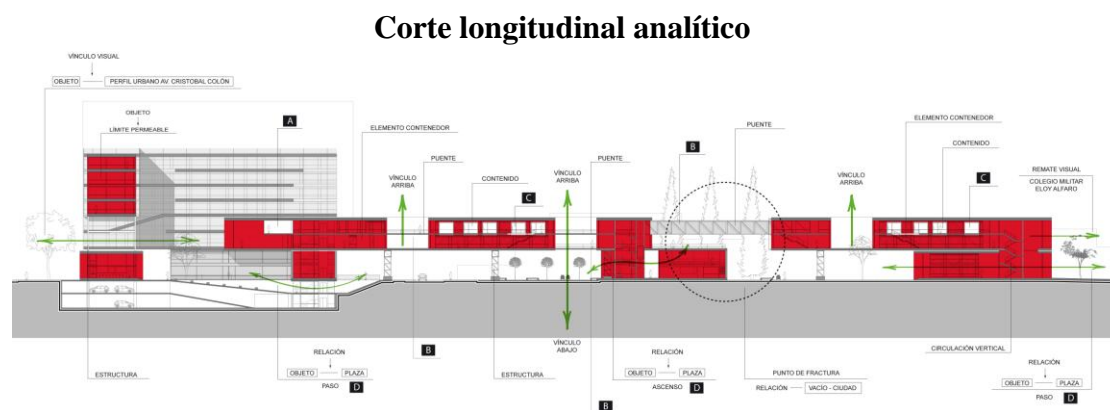 Corte longitudinal analítico
VÍNCULO VISUAL
OBJETO
PERFIL URBANO AV. CRISTOBAL COLÓN
OBJETO
LÍMITE PERMEABLE
A
ELEMENTO CONTENEDOR
PUENTE
VÍNCULO
ARRIBA
CONTENIDO
C
VÍNCULO
ARRIBA
PUENTE
B
PUENTE
VÍNCULO
ARRIBA
ELEMENTO CONTENEDOR
CONTENIDO
C
REMATE VISUAL
COLEGIO MILITAR
ELOY ALFARO
ESTRUCTURA
RELACIÓN
OBJETO
PLAZA
PASO
D
B
ESTRUCTURA
VÍNCULO
ABAJO
B
RELACIÓN
OBJETO
PLAZA
ASCENSO
D
PUNTO DE FRACTURA
RELACIÓN
VACÍO - CIUDAD
CIRCULACIÓN VERTICAL
RELACIÓN
OBJETO
PLAZA
PASO
D